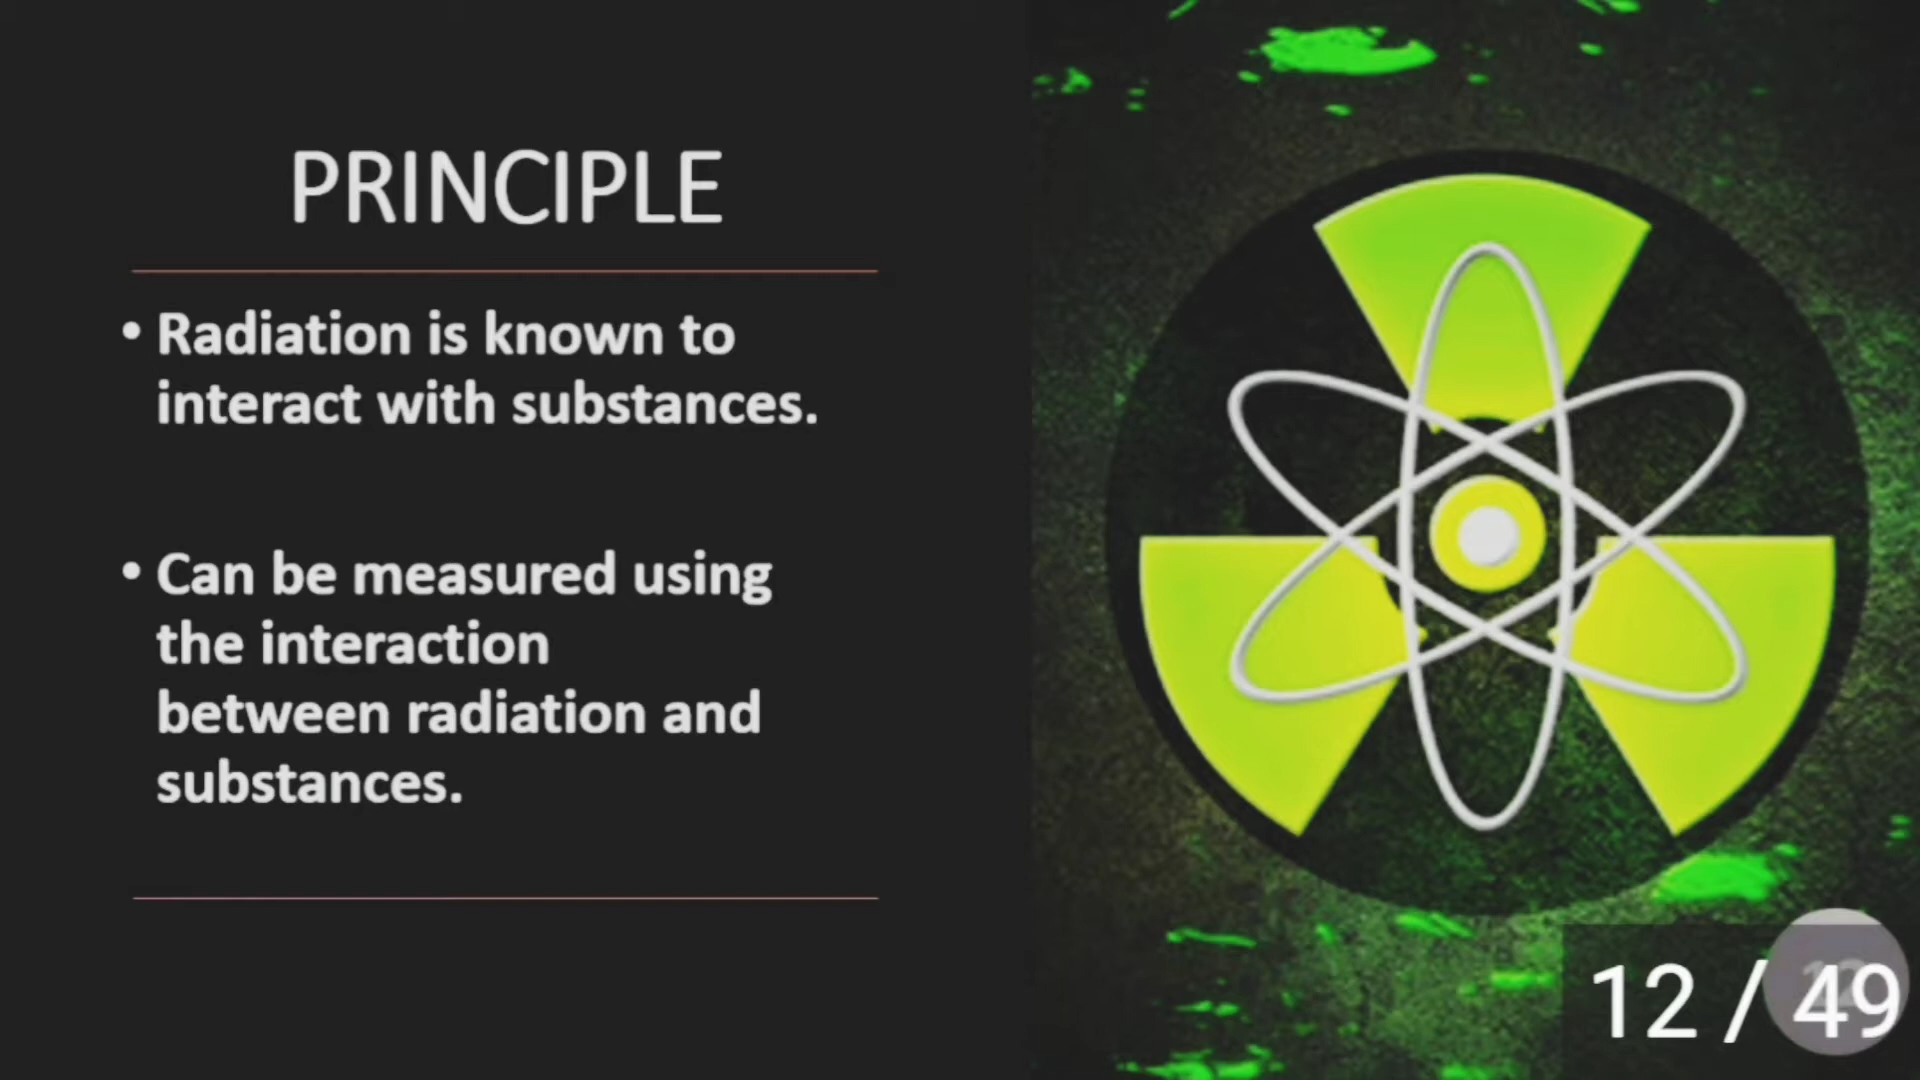 PRINCIPLE
• Radiation is known to
interact with substances.
• Can be measured using
the interaction
between radiation and
substances.
12 / 49